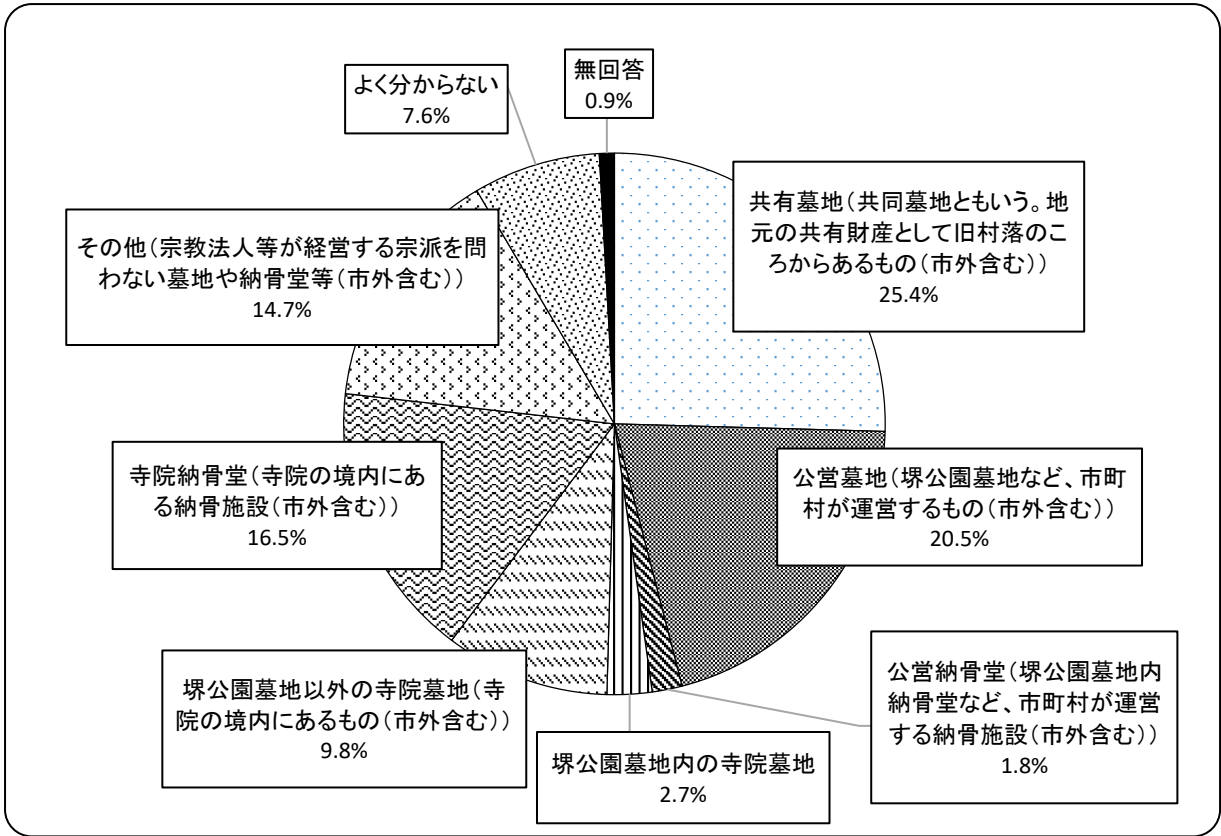 無回答
0.9%
よく分からない
7.6%
共有墓地(共同墓地ともいう。地
元の共有財産として旧村落のこ
ろからあるもの(市外含む))
25.4%
その他(宗教法人等が経営する宗派を問
わない墓地や納骨堂等(市外含む))
14.7%
寺院納骨堂(寺院の境内にあ
る納骨施設(市外含む))
16.5%
公営墓地(堺公園墓地など、市町
村が運営するもの(市外含む))
20.5%
堺公園墓地以外の寺院墓地(寺
院の境内にあるもの(市外含む))
9.8%
公営納骨堂(堺公園墓地内
納骨堂など、市町村が運営
する納骨施設(市外含む))
1.8%
堺公園墓地内の寺院墓地
2.7%